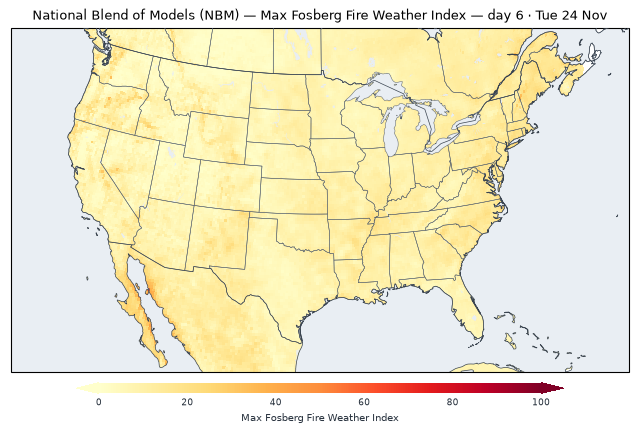 National Blend of Models (NBM) — Max Fosberg Fire Weather Index — day 6 · Tue 24 Nov
0 20 40 60 80 100
Max Fosberg Fire Weather Index